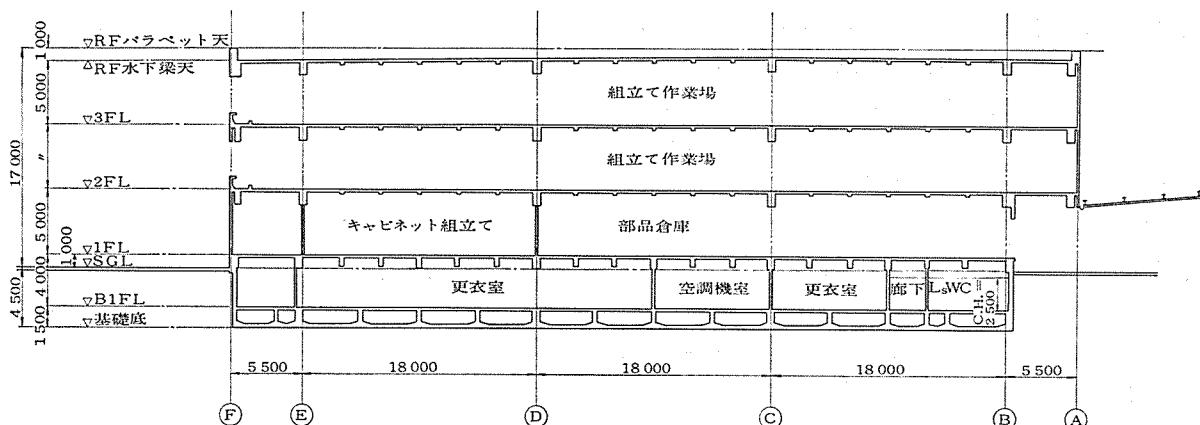 1 000
▽RFパラペット天
△RF水下梁天
5 000
組立て作業場
▽3FL
17 000
〃
組立て作業場
▽2FL
5 000
キャビネット組立て
部品倉庫
▽1FL
1 000
▽SGL
4 500
4 000
更衣室
空調機室
更衣室
廊下
LsWC
C.H.=
2 500
▽B1FL
1 500
▽基礎底
5 500
18 000
18 000
18 000
5 500
F
E
D
C
B
A